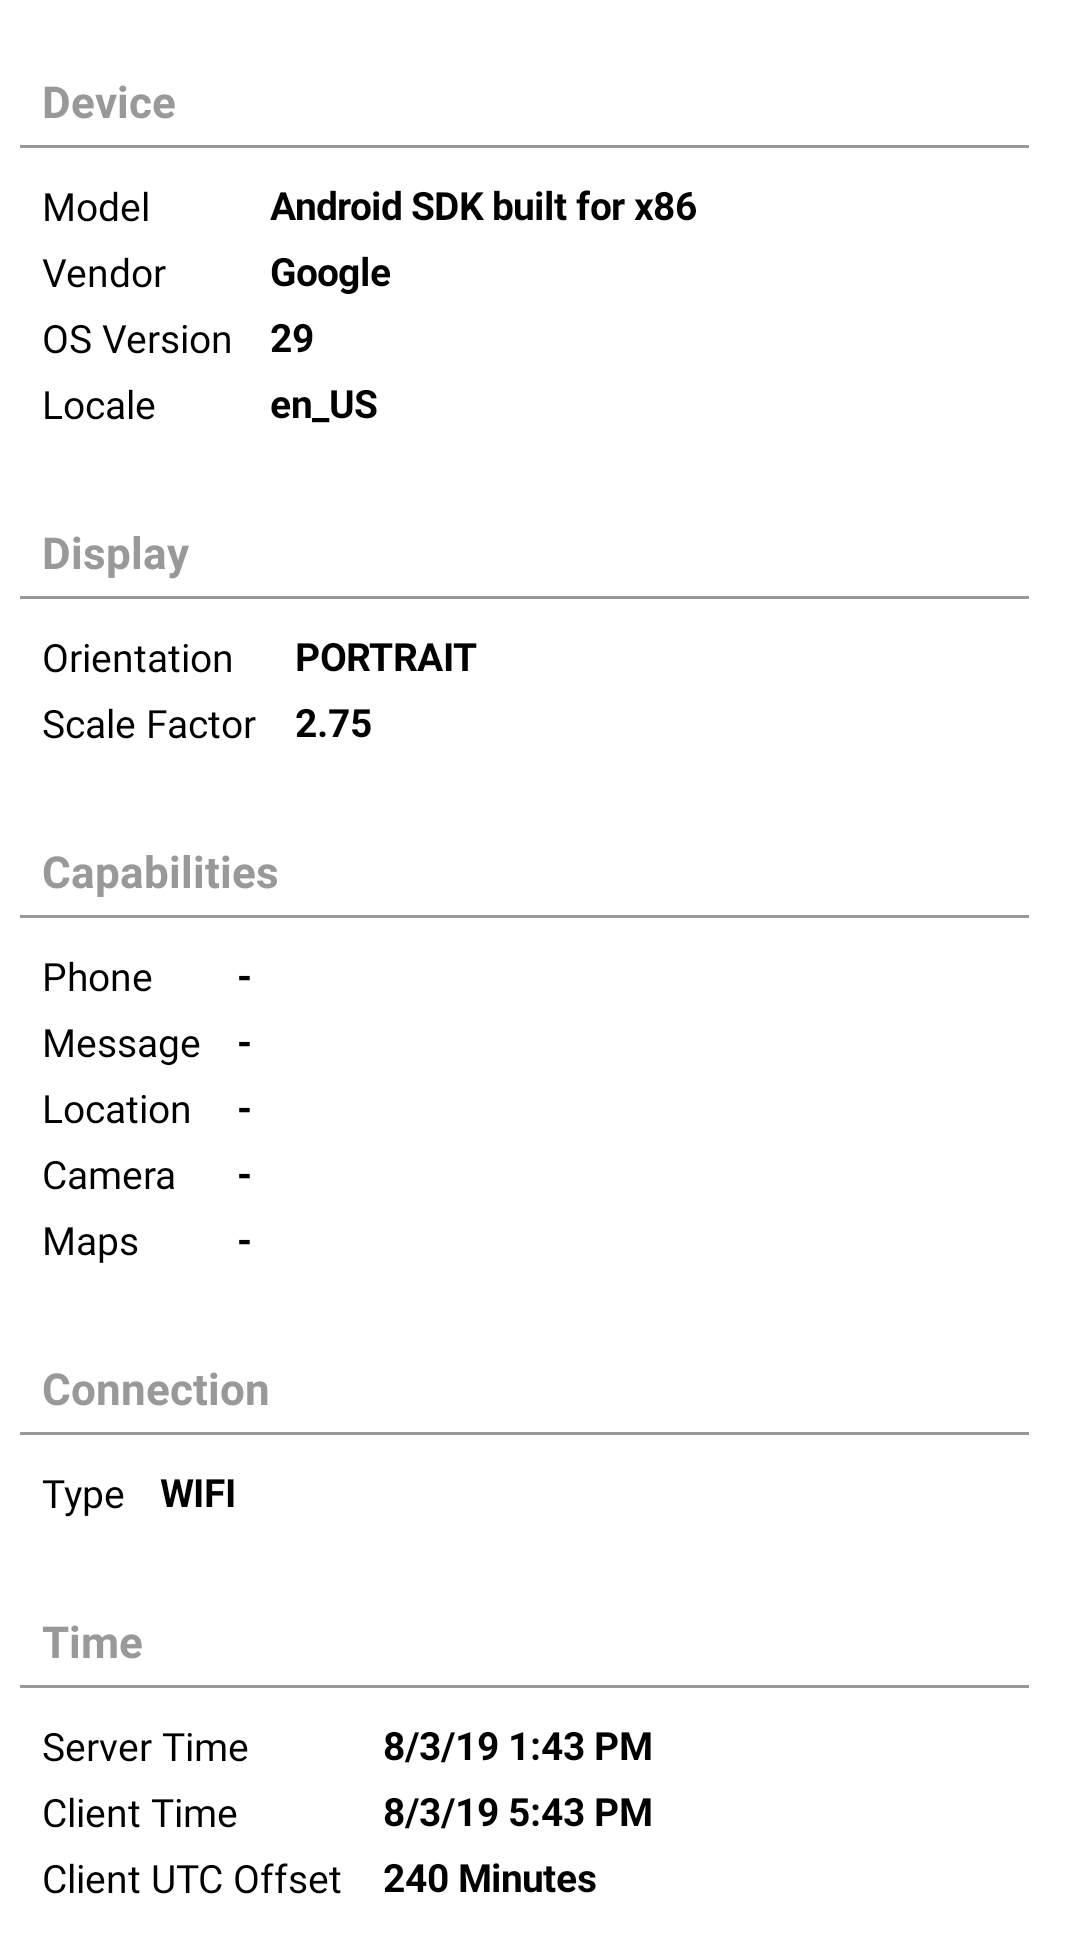 Device
Model Android SDK built for x86
Vendor Google
OS Version 29
Locale en_US
Display
Orientation PORTRAIT
Scale Factor 2.75
Capabilities
Phone -
Message -
Location -
Camera -
Maps -
Connection
Type WIFI
Time
Server Time 8/3/19 1:43 PM
Client Time 8/3/19 5:43 PM
Client UTC Offset 240 Minutes